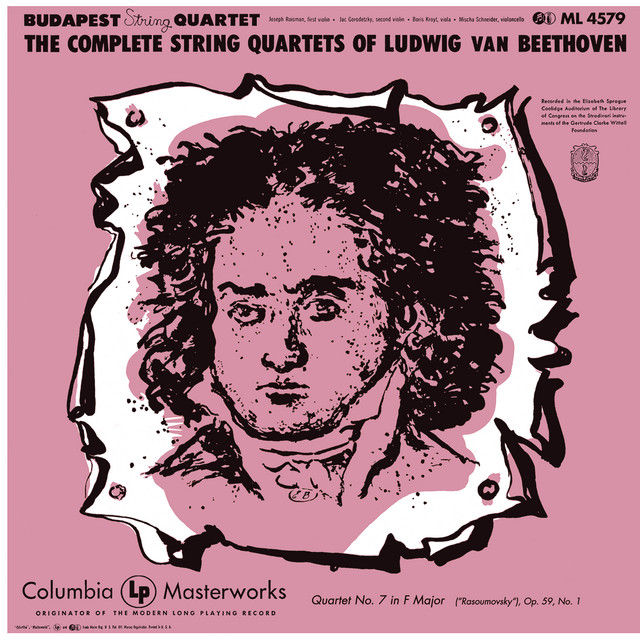 BUDAPEST String QUARTET Joseph Roisman, first violin • Jac Gorodetzky, second violin • Boris Kroyt, viola • Mischa Schneider, violoncello ML 4579
THE COMPLETE STRING QUARTETS OF LUDWIG VAN BEETHOVEN
Recorded in the Elizabeth Sprague
Coolidge Auditorium of The Library
of Congress on the Stradivari instru-
ments of the Gertrude Clarke Wittall
Foundation
Columbia Lp Masterworks
ORIGINATOR OF THE MODERN LONG PLAYING RECORD
Quartet No. 7 in F Major ("Rasoumovsky"), Op. 59, No. 1